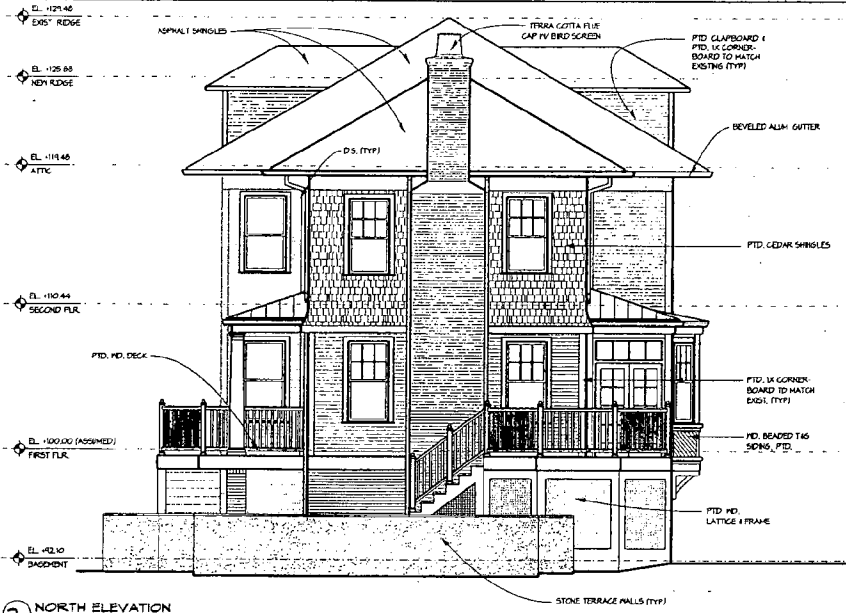 EL. +129.48
EXIST RIDGE
ASPHALT SHINGLES
TERRA COTTA FLUE
CAP W/ BIRD SCREEN
PTD CLAPBOARD &
PTD. 1X CORNER-
BOARD TO MATCH
EXISTING (TYP)
EL. +125.88
NEW RIDGE
BEVELED ALUM GUTTER
D.S. (TYP)
EL. +119.48
ATTIC
PTD. CEDAR SHINGLES
EL. +110.44
SECOND FLR.
PTD. WD. DECK
PTD. 1X CORNER-
BOARD TO MATCH
EXIST. (TYP)
EL. +100.00 (ASSUMED)
FIRST FLR.
WD. BEADED T&G
SIDING, PTD.
PTD WD.
LATTICE & FRAME
EL. +92.10
BASEMENT
STONE TERRACE WALLS (TYP)
NORTH ELEVATION